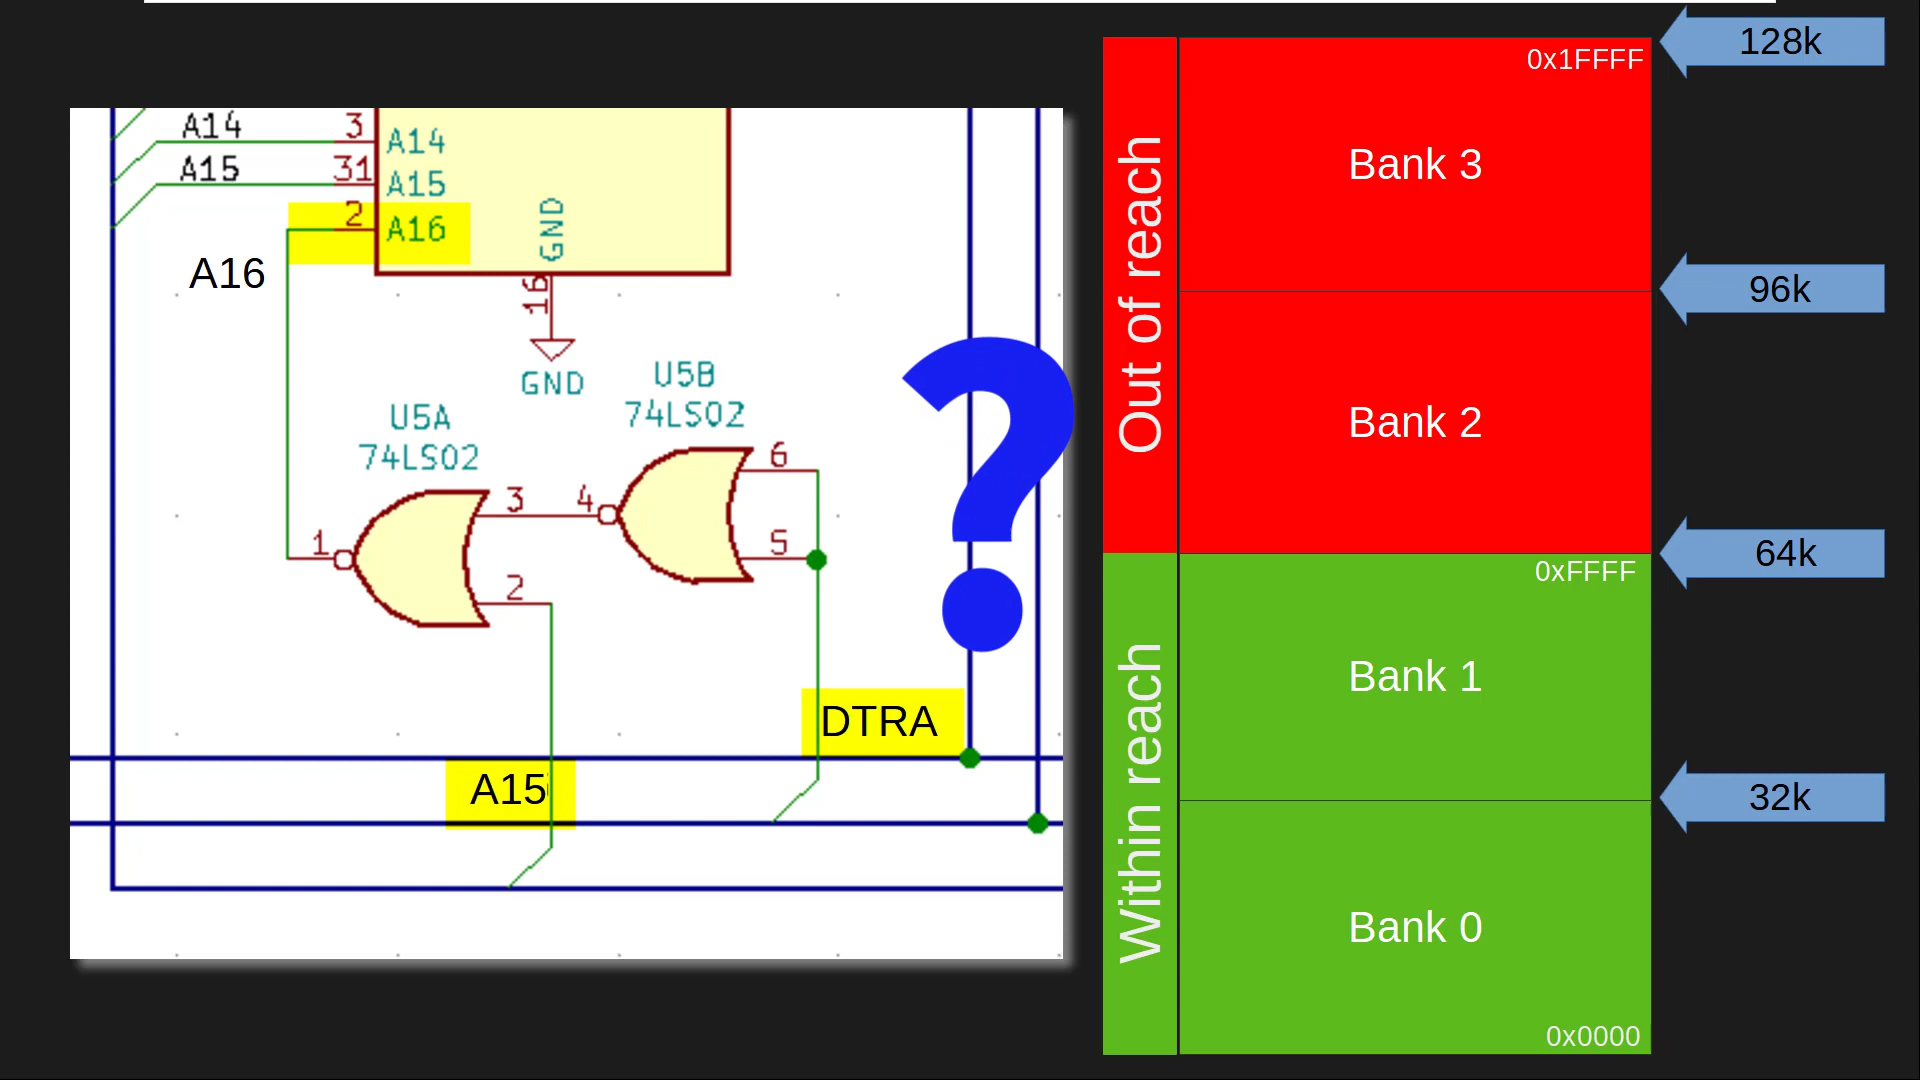 A14
3
A14
A15
31
A15
2
A16
A16
GND
16
GND
U5B
74LS02
U5A
74LS02
6
3
4
5
1
2
?
DTRA
A15
Out of reach
Within reach
0x1FFFF
Bank 3
Bank 2
0xFFFF
Bank 1
Bank 0
0x0000
128k
96k
64k
32k